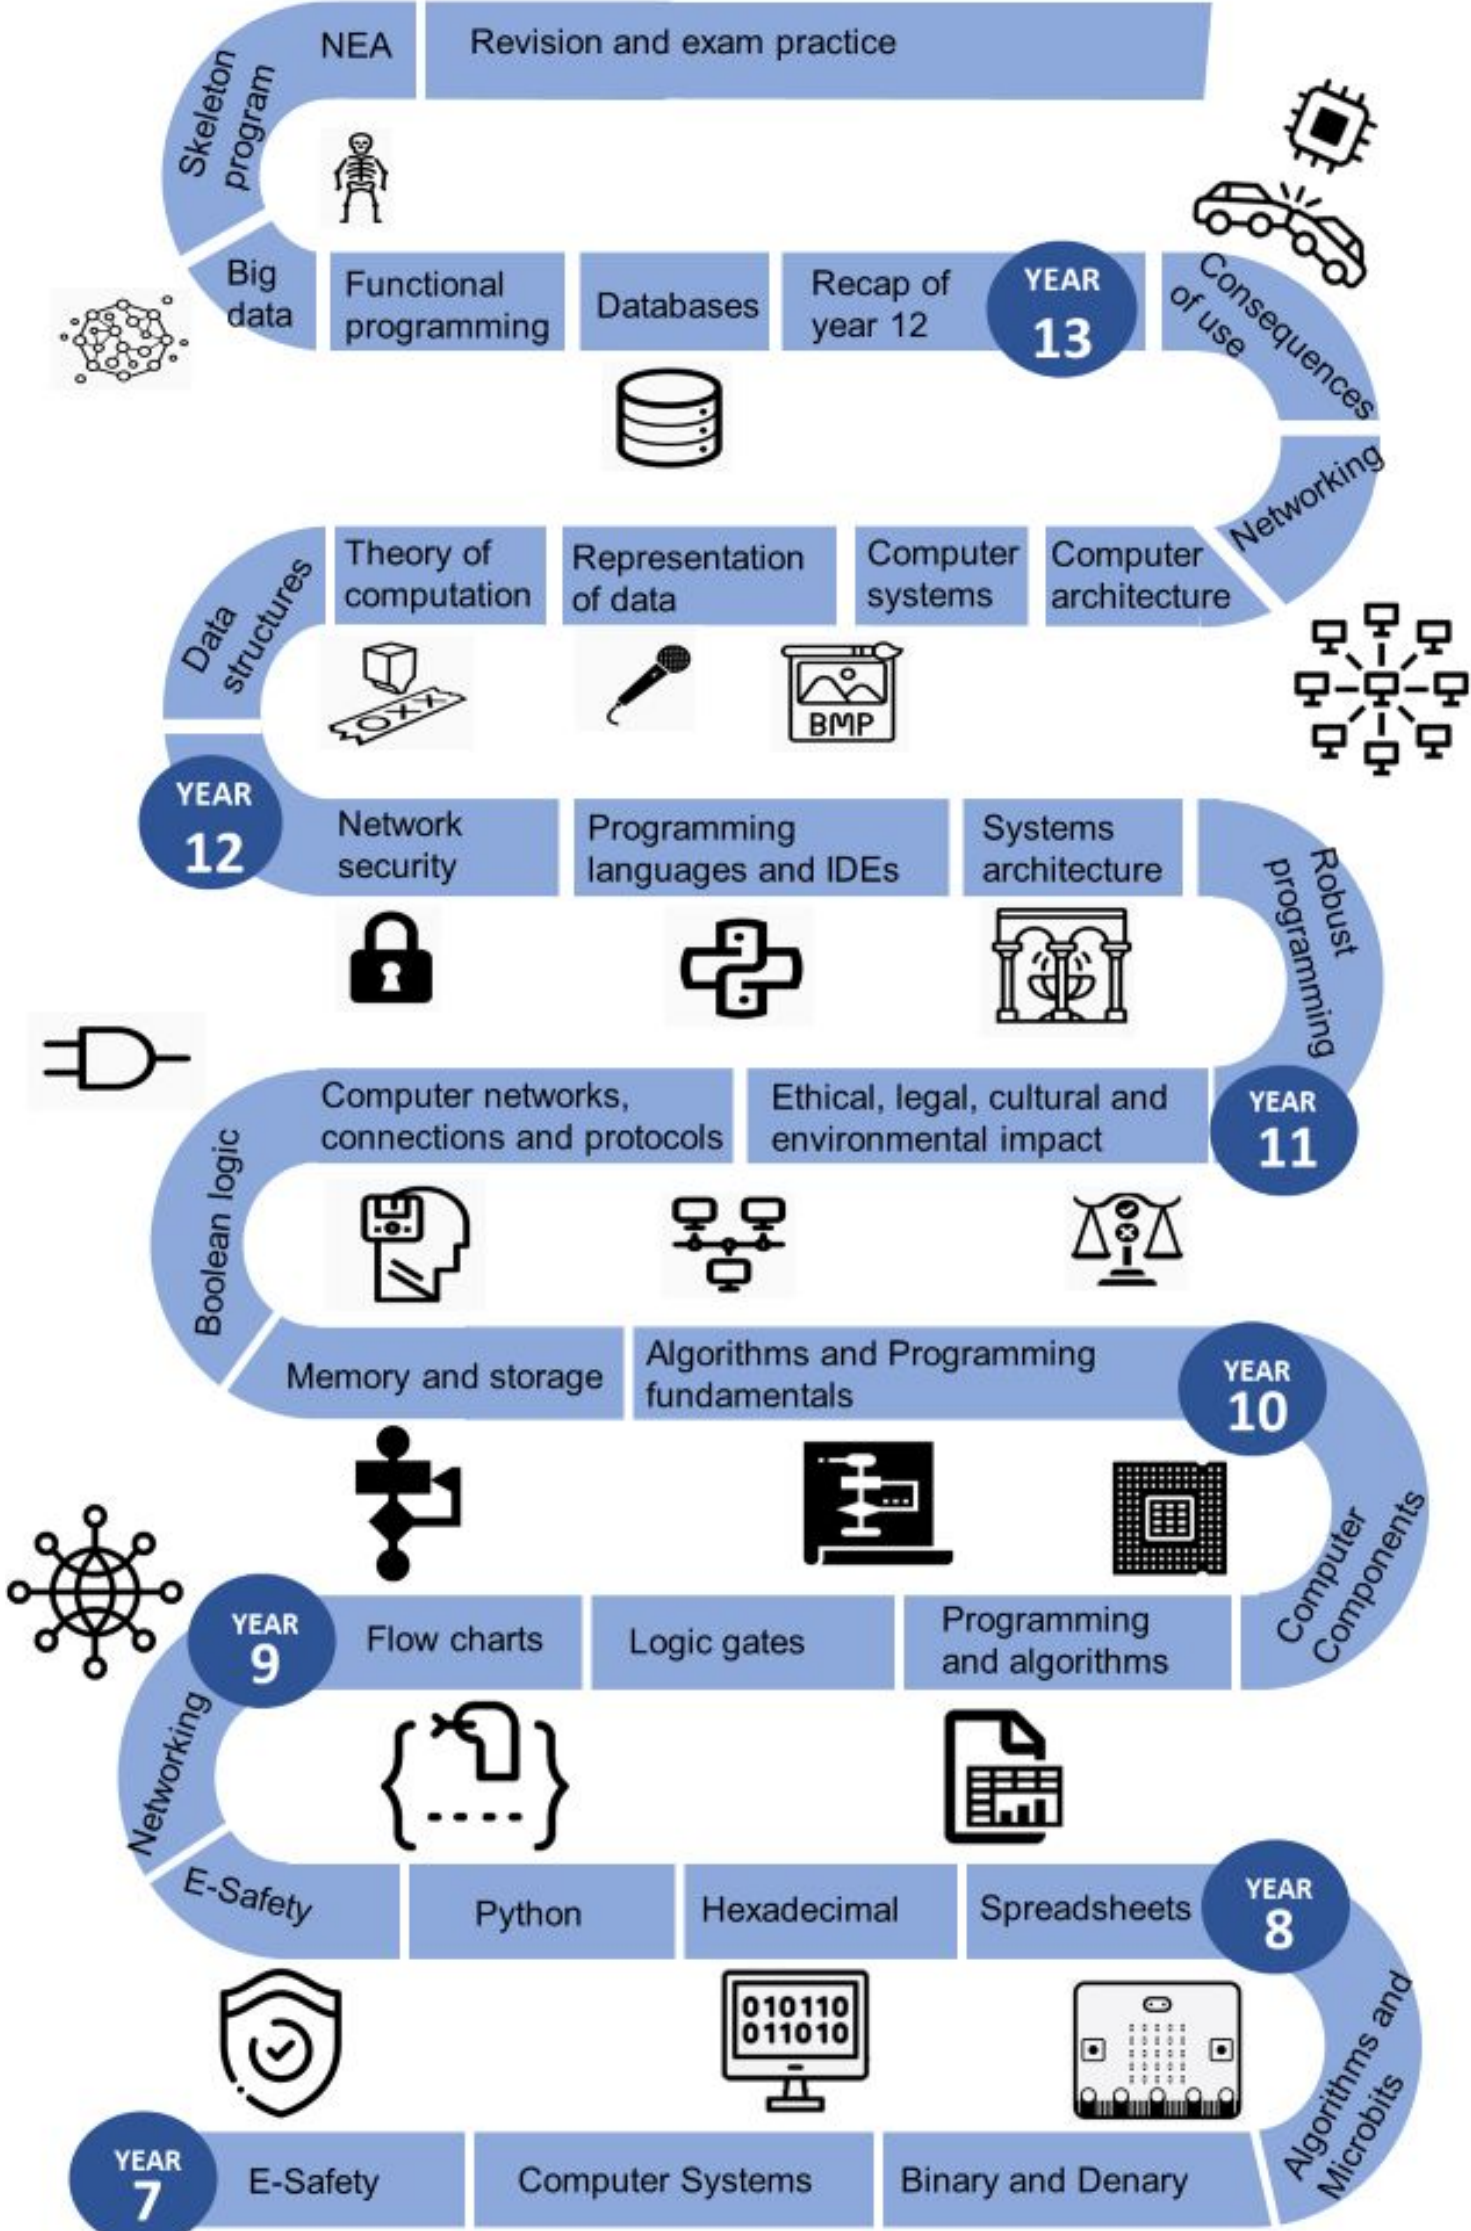 NEA
Revision and exam practice
Skeleton
program
Big
data
Functional
programming
Databases
Recap of
year 12
YEAR
13
Consequences
of use
Networking
Data
structures
Theory of
computation
Representation
of data
Computer
systems
Computer
architecture
BMP
YEAR
12
Network
security
Programming
languages and IDEs
Systems
architecture
Robust
programming
Computer networks,
connections and protocols
Ethical, legal, cultural and
environmental impact
YEAR
11
Boolean logic
Memory and storage
Algorithms and Programming
fundamentals
YEAR
10
Computer
Components
YEAR
9
Flow charts
Logic gates
Programming
and algorithms
Networking
E-Safety
Python
Hexadecimal
Spreadsheets
YEAR
8
010110
011010
Algorithms and
Microbits
YEAR
7
E-Safety
Computer Systems
Binary and Denary